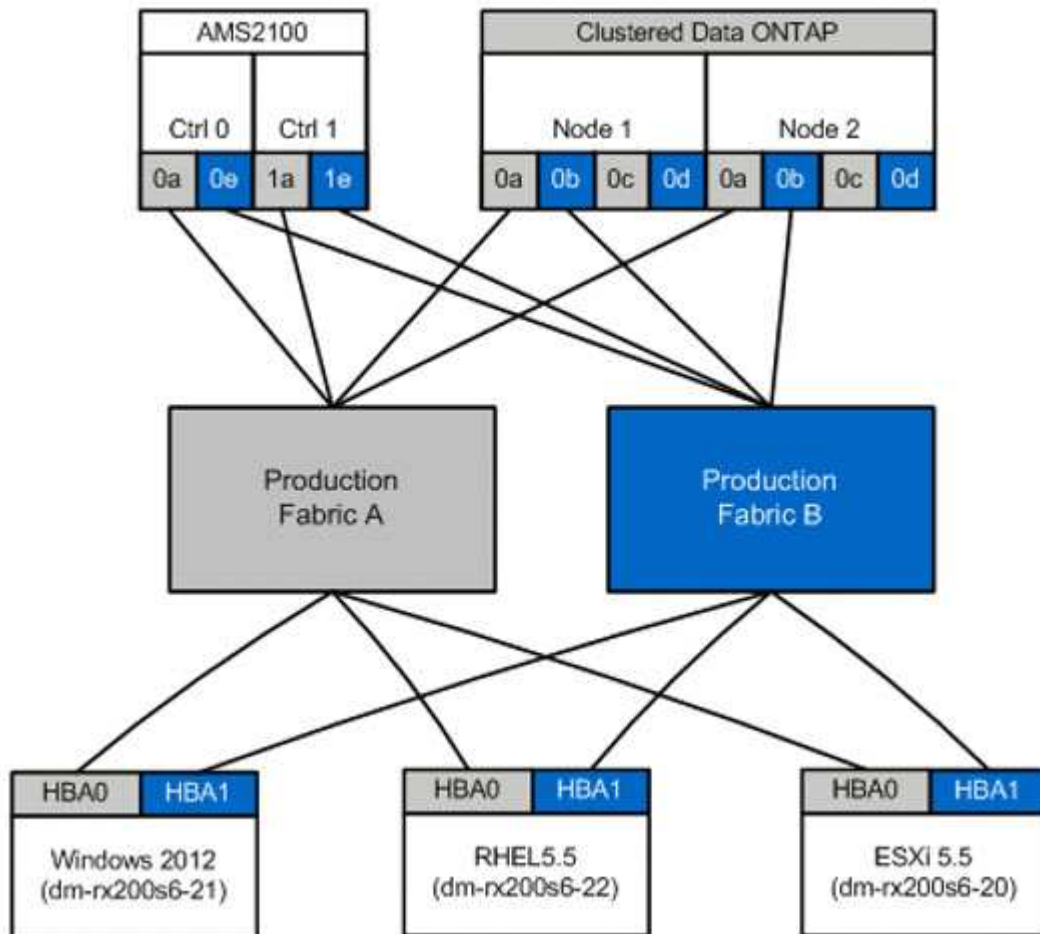 AMS2100
Clustered Data ONTAP
Ctrl 0
Ctrl 1
Node 1
Node 2
0a
0e
1a
1e
0a
0b
0c
0d
0a
0b
0c
0d
Production
Fabric A
Production
Fabric B
HBA0
HBA1
HBA0
HBA1
HBA0
HBA1
Windows 2012
(dm-rx200s6-21)
RHEL5.5
(dm-rx200s6-22)
ESXi 5.5
(dm-rx200s6-20)